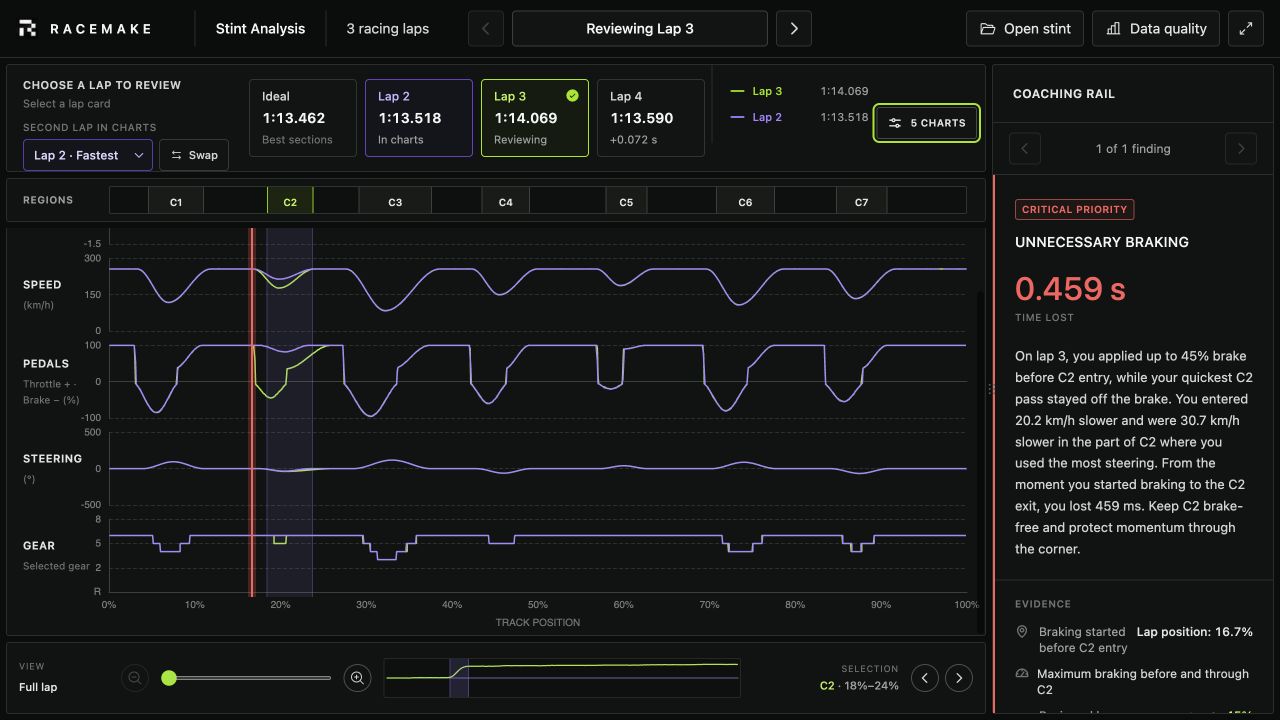 RACEMAKE
Stint Analysis
3 racing laps
Reviewing Lap 3
Open stint
Data quality
CHOOSE A LAP TO REVIEW
Select a lap card
SECOND LAP IN CHARTS
Lap 2 · Fastest
Swap
Ideal
1:13.462
Best sections
Lap 2
1:13.518
In charts
Lap 3
1:14.069
Reviewing
Lap 4
1:13.590
+0.072 s
Lap 3 1:14.069
Lap 2 1:13.518
5 CHARTS
REGIONS
C1 C2 C3 C4 C5 C6 C7
-1.5
SPEED
(km/h)
300
150
0
PEDALS
Throttle + ·
Brake − (%)
100
0
-100
STEERING
(°)
500
0
-500
GEAR
Selected gear
8
5
2
R
0% 10% 20% 30% 40% 50% 60% 70% 80% 90% 100%
TRACK POSITION
VIEW
Full lap
SELECTION
C2 · 18%–24%
COACHING RAIL
1 of 1 finding
CRITICAL PRIORITY
UNNECESSARY BRAKING
0.459 s
TIME LOST
On lap 3, you applied up to 45% brake
before C2 entry, while your quickest C2
pass stayed off the brake. You entered
20.2 km/h slower and were 30.7 km/h
slower in the part of C2 where you
used the most steering. From the
moment you started braking to the C2
exit, you lost 459 ms. Keep C2 brake-
free and protect momentum through
the corner.
EVIDENCE
Braking started Lap position: 16.7%
before C2 entry
Maximum braking before and through
C2